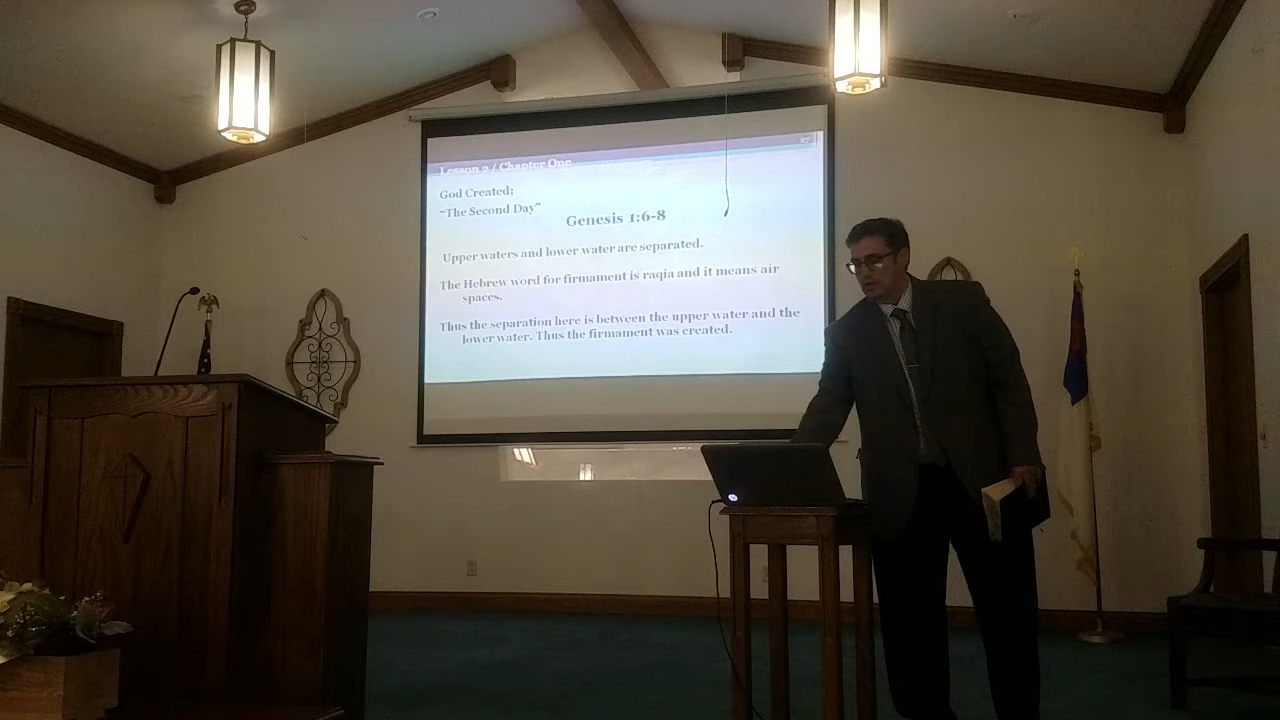 27
Lesson 2 / Chapter One
God Created;
“The Second Day”
Genesis 1:6-8
Upper waters and lower water are separated.
The Hebrew word for firmament is raqia and it means air
spaces.
Thus the separation here is between the upper water and the
lower water. Thus the firmament was created.
hp